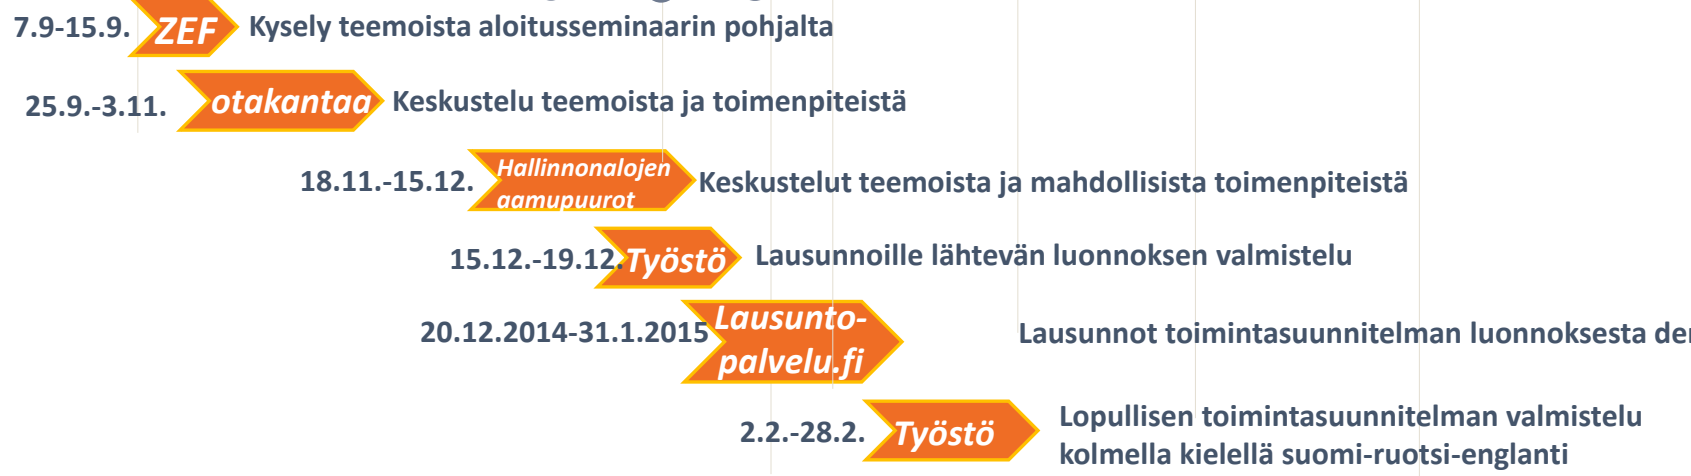 7.9-15.9. ZEF Kysely teemoista aloitusseminaarin pohjalta
25.9.-3.11. otakantaa Keskustelu teemoista ja toimenpiteistä
18.11.-15.12. Hallinnonalojen aamupuurot Keskustelut teemoista ja mahdollisista toimenpiteistä
15.12.-19.12. Työstö Lausunnoille lähtevän luonnoksen valmistelu
20.12.2014-31.1.2015 Lausunto-
palvelu.fi
Lausunnot toimintasuunnitelman luonnoksesta
2.2.-28.2. Työstö Lopullisen toimintasuunnitelman valmistelu
kolmella kielellä suomi-ruotsi-englanti